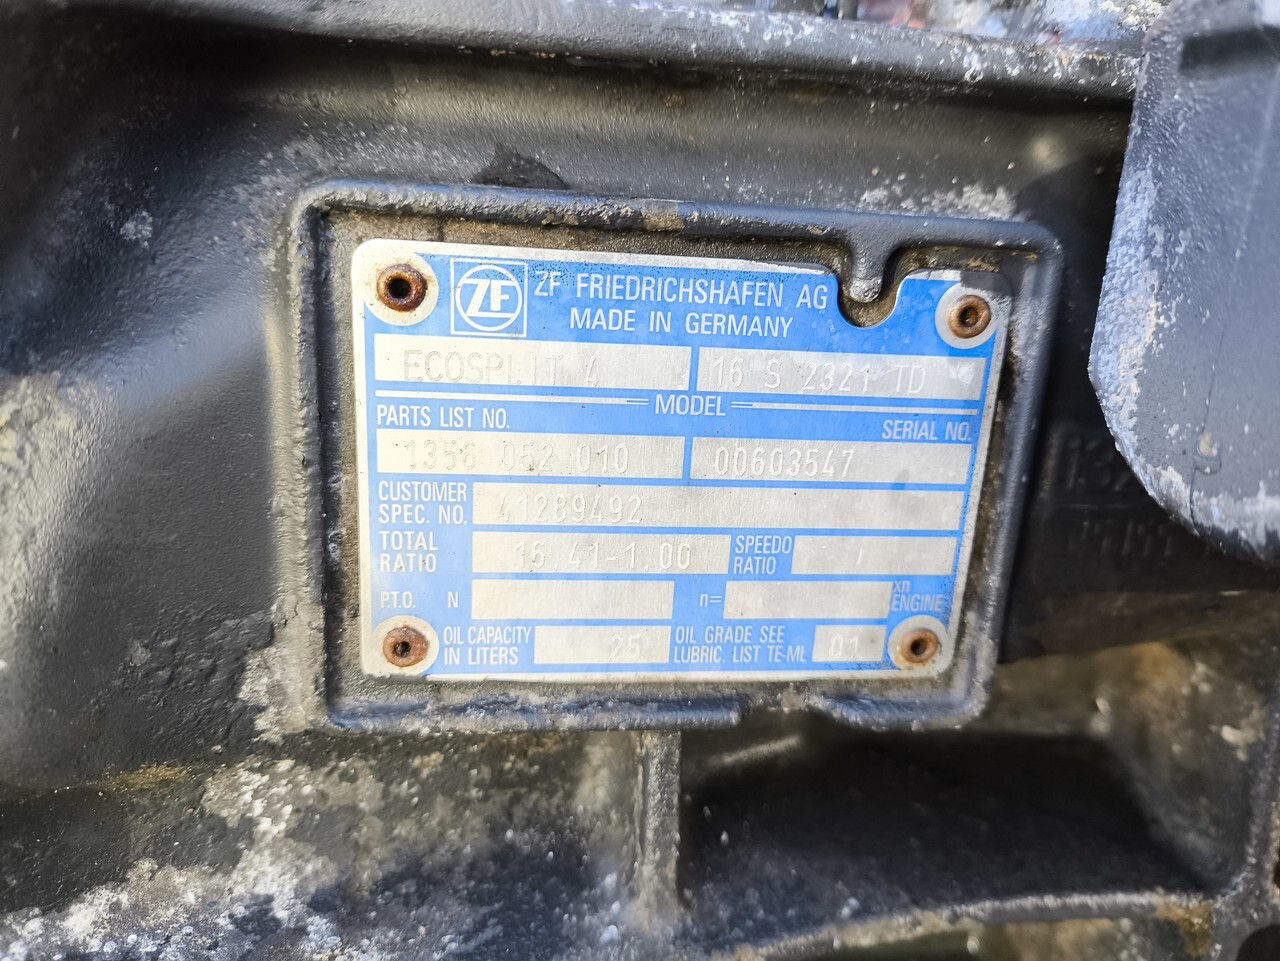 ZF FRIEDRICHSHAFEN AG
MADE IN GERMANY
ECOSPLIT 4 16 S 2321 TD
MODEL
PARTS LIST NO. SERIAL NO.
1356 052 010 00603547
CUSTOMER SPEC. NO. 41289492
TOTAL RATIO 16,41-1,00 SPEEDO RATIO /
P.T.O. N n= xn ENGINE
OIL CAPACITY IN LITERS 25 OIL GRADE SEE LUBRIC. LIST TE-ML 01